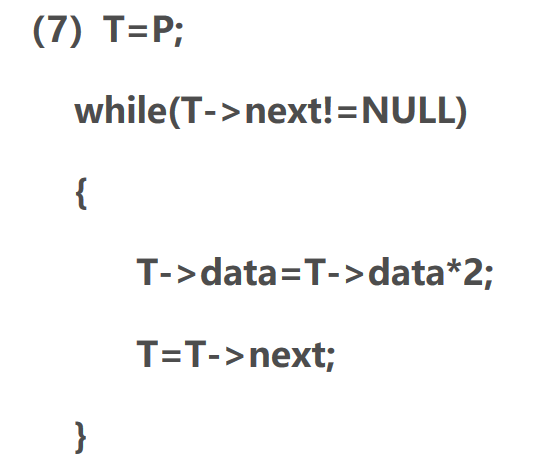 (7) T=P;
while(T->next!=NULL)
{
T->data=T->data*2;
T=T->next;
}